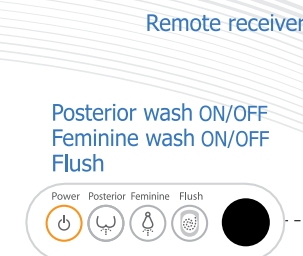 Remote receiver
Posterior wash ON/OFF
Feminine wash ON/OFF
Flush
Power Posterior Feminine Flush